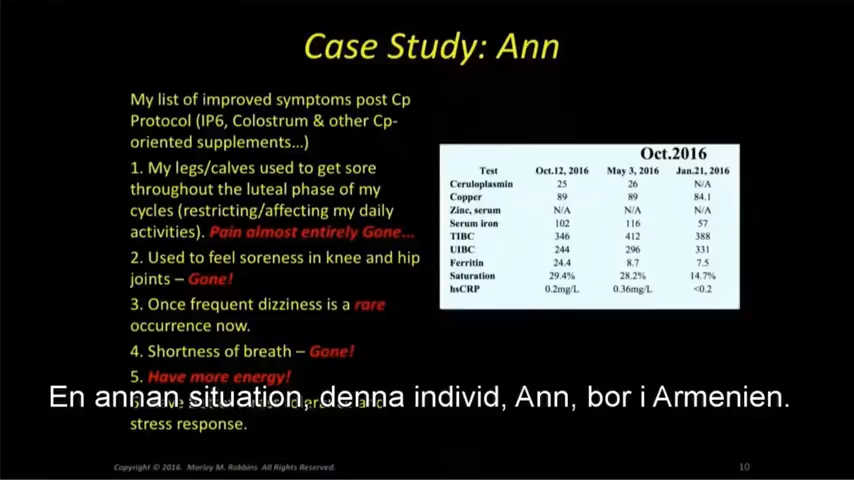 Case Study: Ann
My list of improved symptoms post Cp
Protocol (IP6, Colostrum & other Cp-
oriented supplements...)
1. My legs/calves used to get sore
throughout the luteal phase of my
cycles (restricting/affecting my daily
activities). Pain almost entirely Gone...
2. Used to feel soreness in knee and hip
joints – Gone!
3. Once frequent dizziness is a rare
occurrence now.
4. Shortness of breath – Gone!
5. Have more energy!
stress response.
Oct.2016
Test Oct.12, 2016 May 3, 2016 Jan.21, 2016
Ceruloplasmin 25 26 N/A
Copper 89 89 84.1
Zinc, serum N/A N/A N/A
Serum iron 102 116 57
TIBC 346 412 388
UIBC 244 296 331
Ferritin 24.4 8.7 7.5
Saturation 29.4% 28.2% 14.7%
hsCRP 0.2mg/L 0.36mg/L <0.2
En annan situation, denna individ, Ann, bor i Armenien.
Copyright © 2016. Morley M. Robbins All Rights Reserved.
10